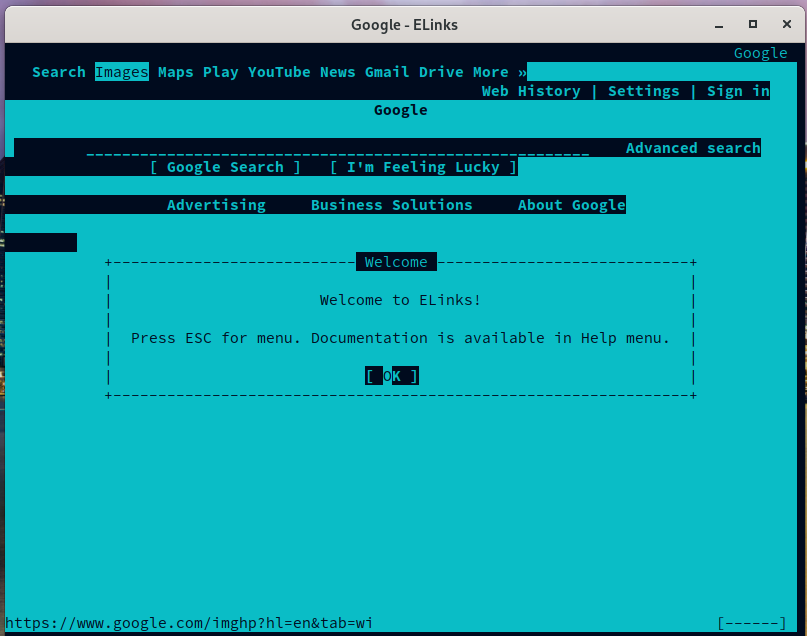 Google - ELinks
Google
Search Images Maps Play YouTube News Gmail Drive More »
Web History | Settings | Sign in
Google
Advanced search
[ Google Search ] [ I'm Feeling Lucky ]
Advertising Business Solutions About Google
Welcome
Welcome to ELinks!
Press ESC for menu. Documentation is available in Help menu.
[ OK ]
https://www.google.com/imghp?hl=en&tab=wi [------]